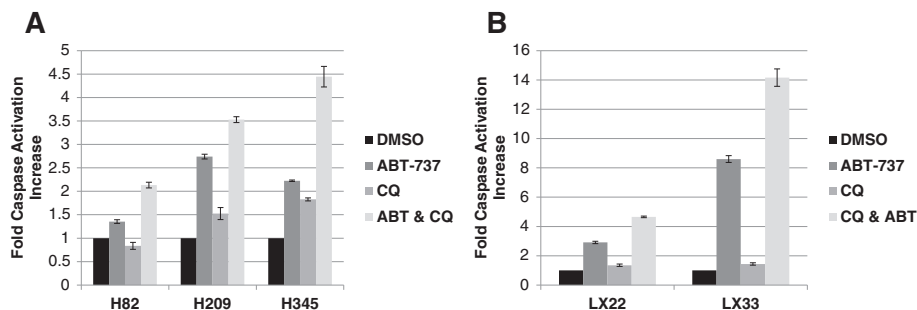 A
Fold Caspase Activation
Increase
5
4.5
4
3.5
3
2.5
2
1.5
1
0.5
0
H82
H209
H345
DMSO
ABT-737
CQ
ABT & CQ
B
Fold Caspase Activation
Increase
16
14
12
10
8
6
4
2
0
LX22
LX33
DMSO
ABT-737
CQ
CQ & ABT